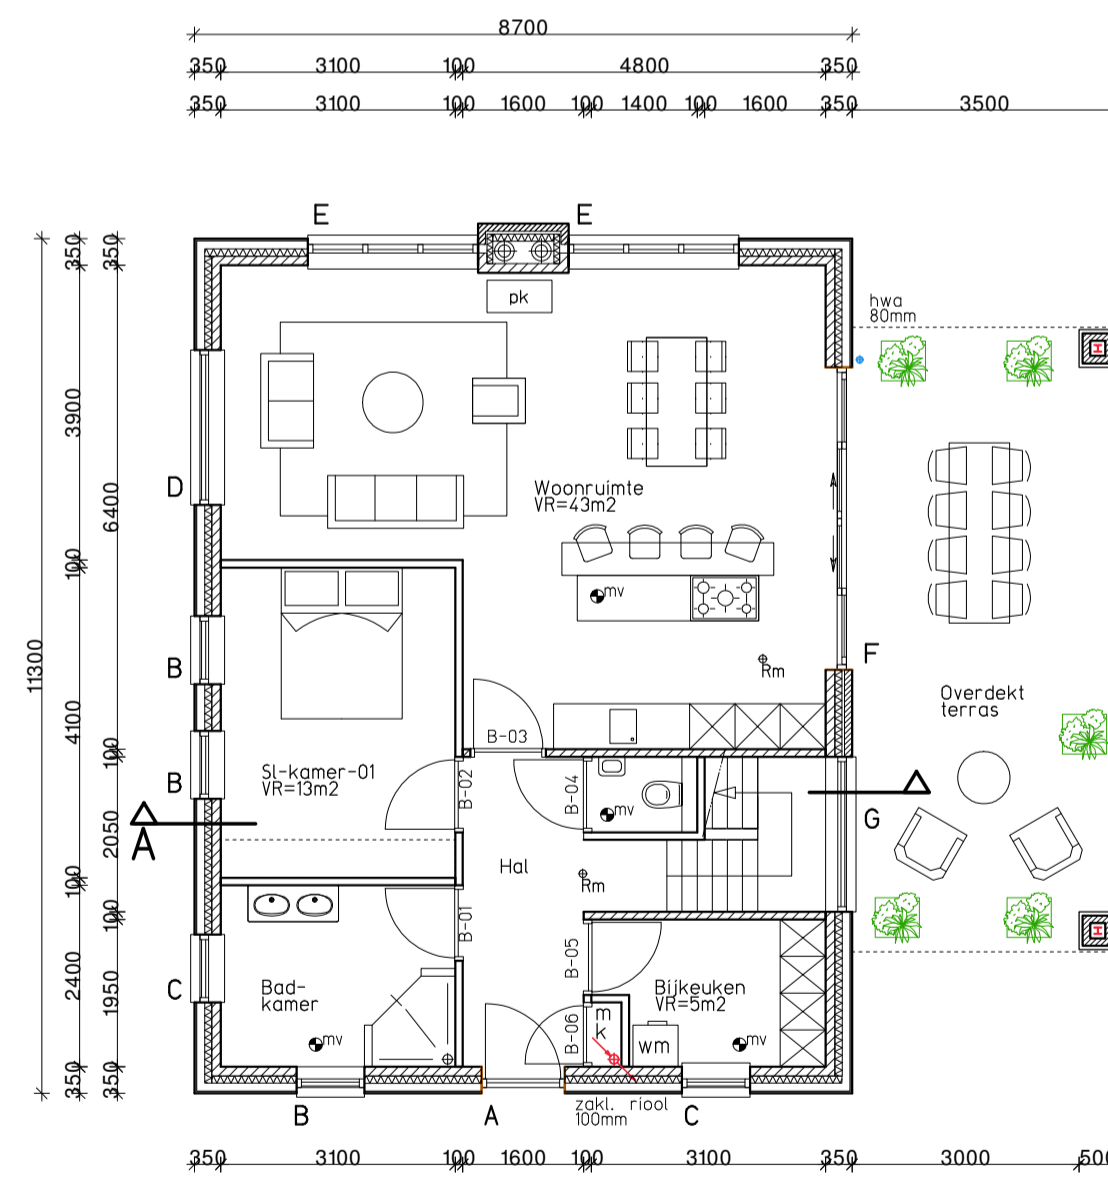 8700
350 3100 100 4800 350
350 3100 100 1600 100 1400 100 1600 350 3500
E E
350 350
pk
hwa
80mm
3900
D
Woonruimte
VR=43m2
6400
100
mv
11300
B
F
Rm
Overdekt
terras
4100
B-03
100
Sl-kamer-01
VR=13m2
B-02
B-04
B
mv
G
A
2050
Hal
Rm
100
100
B-01
B-05
2400
1950
C
Bad-
kamer
Bijkeuken
VR=5m2
m
k
B-06
mv
wm
mv
350 350
H
H
zakl. riool
100mm
B A C
350 3100 100 1600 100 3100 350 3000 500